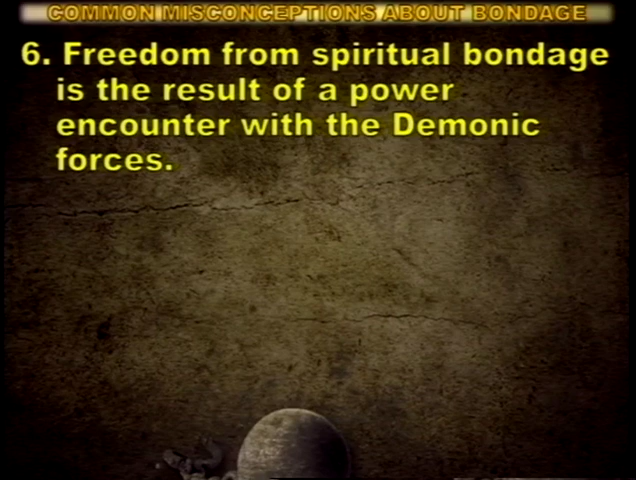 COMMON MISCONCEPTIONS ABOUT BONDAGE
6. Freedom from spiritual bondage
is the result of a power
encounter with the Demonic
forces.